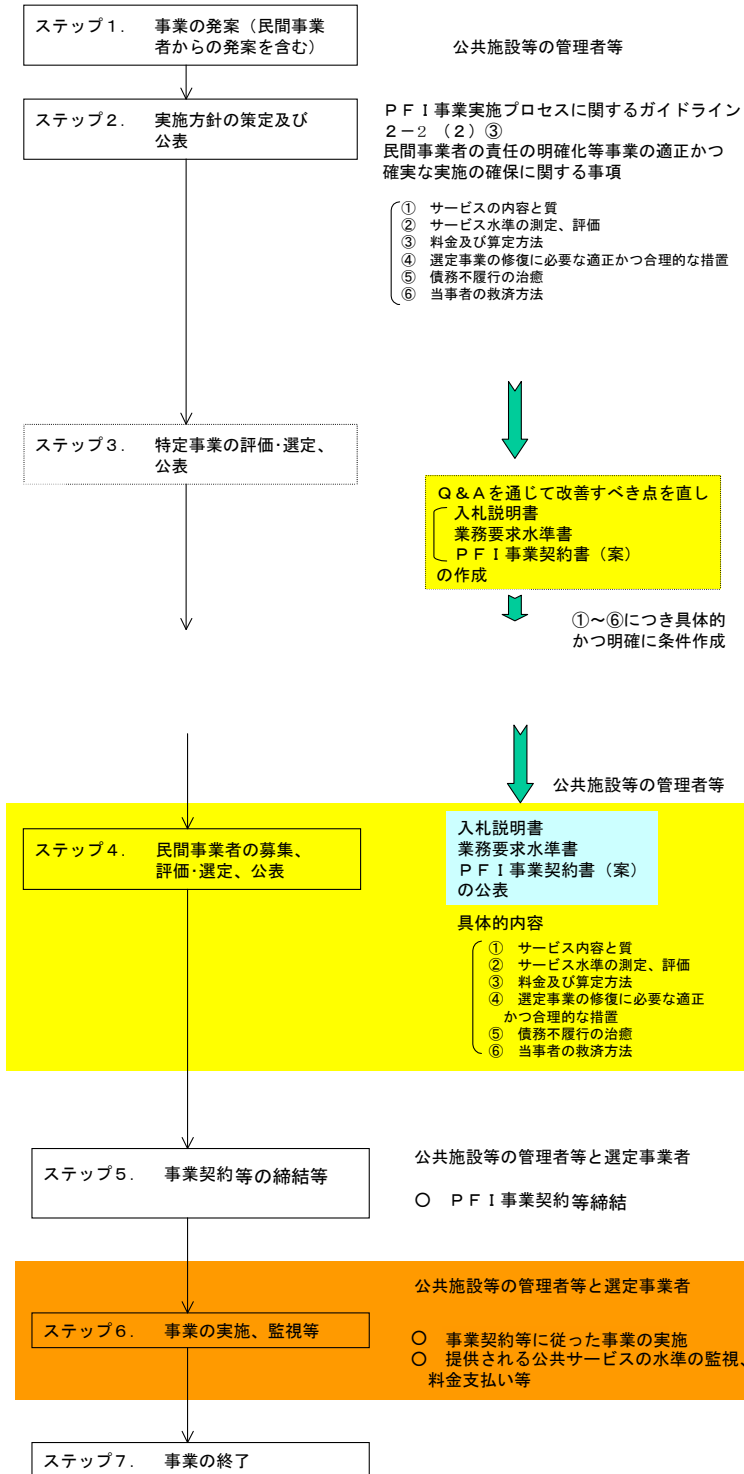 ステップ１．　事業の発案（民間事業
者からの発案を含む）
公共施設等の管理者等
ステップ２．　実施方針の策定及び
公表
ＰＦＩ事業実施プロセスに関するガイドライン
２－２（２）③
民間事業者の責任の明確化等事業の適正かつ
確実な実施の確保に関する事項
①　サービスの内容と質
②　サービス水準の測定、評価
③　料金及び算定方法
④　選定事業の修復に必要な適正かつ合理的な措置
⑤　債務不履行の治癒
⑥　当事者の救済方法
ステップ３．　特定事業の評価･選定、
公表
Ｑ＆Ａを通じて改善すべき点を直し
入札説明書
業務要求水準書
ＰＦＩ事業契約書（案）
の作成
①～⑥につき具体的
かつ明確に条件作成
公共施設等の管理者等
ステップ４．　民間事業者の募集、
評価･選定、公表
入札説明書
業務要求水準書
ＰＦＩ事業契約書（案）
の公表
具体的内容
①　サービス内容と質
②　サービス水準の測定、評価
③　料金及び算定方法
④　選定事業の修復に必要な適正
かつ合理的な措置
⑤　債務不履行の治癒
⑥　当事者の救済方法
ステップ５．　事業契約等の締結等
公共施設等の管理者等と選定事業者
○　ＰＦＩ事業契約等締結
公共施設等の管理者等と選定事業者
ステップ６．　事業の実施、監視等
○　事業契約等に従った事業の実施
○　提供される公共サービスの水準の監視、
料金支払い等
ステップ７．　事業の終了